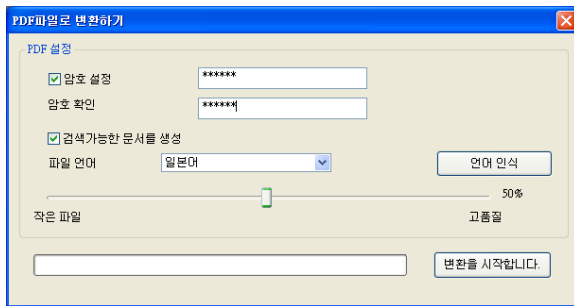 PDF파일로 변환하기
PDF 설정
암호 설정 ******
암호 확인 ******
검색가능한 문서를 생성
파일 언어 일본어 언어 인식
50%
작은 파일 고품질
변환을 시작합니다.